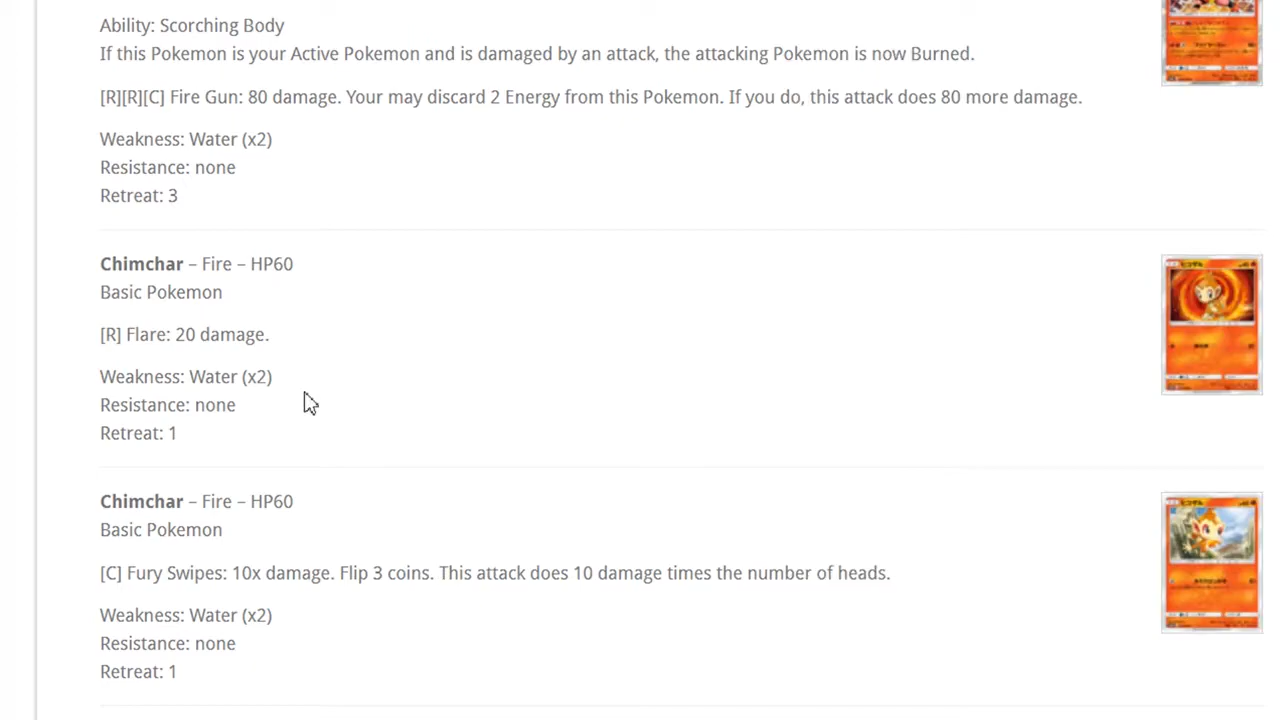 Ability: Scorching Body
If this Pokemon is your Active Pokemon and is damaged by an attack, the attacking Pokemon is now Burned.
[R][R][C] Fire Gun: 80 damage. Your may discard 2 Energy from this Pokemon. If you do, this attack does 80 more damage.
Weakness: Water (x2)
Resistance: none
Retreat: 3
Chimchar – Fire – HP60
Basic Pokemon
[R] Flare: 20 damage.
Weakness: Water (x2)
Resistance: none
Retreat: 1
Chimchar – Fire – HP60
Basic Pokemon
[C] Fury Swipes: 10x damage. Flip 3 coins. This attack does 10 damage times the number of heads.
Weakness: Water (x2)
Resistance: none
Retreat: 1